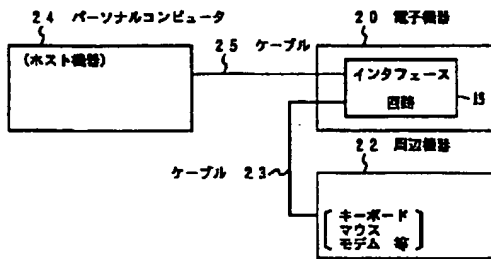 24 パーソナルコンピュータ
(ホスト機器)
25 ケーブル
20 電子機器
インタフェース
回路
19
ケーブル 23
22 周辺機器
キーボード
マウス
モデム 等